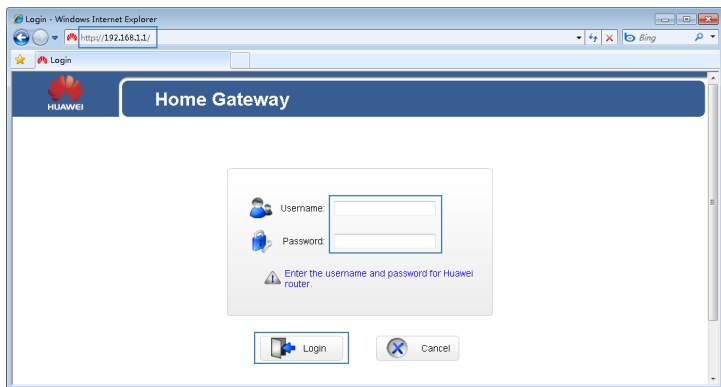 Login - Windows Internet Explorer
http://192.168.1.1/
Bing
Login
HUAWEI
Home Gateway
Username:
Password:
Enter the username and password for Huawei
router.
Login
Cancel